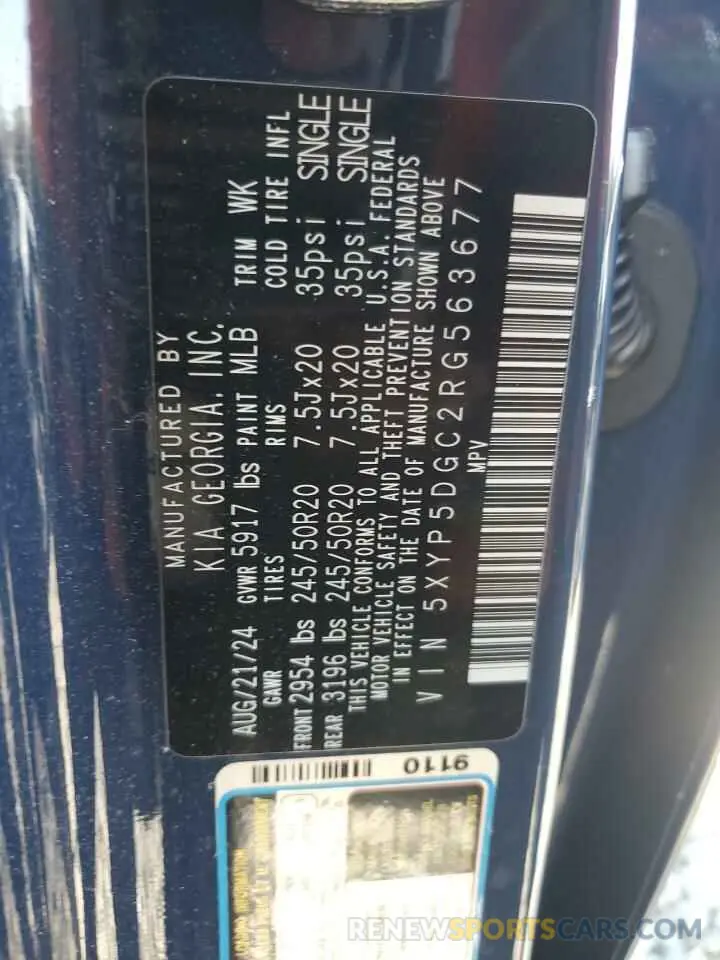 MANUFACTURED BY
KIA GEORGIA, INC.
AUG/21/24 GVWR 5917 lbs PAINT MLB TRIM WK
GAWR TIRES RIMS COLD TIRE INFL
FRONT 2954 lbs 245/50R20 7.5Jx20 35psi SINGLE
REAR 3196 lbs 245/50R20 7.5Jx20 35psi SINGLE
THIS VEHICLE CONFORMS TO ALL APPLICABLE U.S.A. FEDERAL
MOTOR VEHICLE SAFETY AND THEFT PREVENTION STANDARDS
IN EFFECT ON THE DATE OF MANUFACTURE SHOWN ABOVE
VIN 5XYP5DGC2RG563677
MPV
9110
RENEWSPORTSCARS.COM